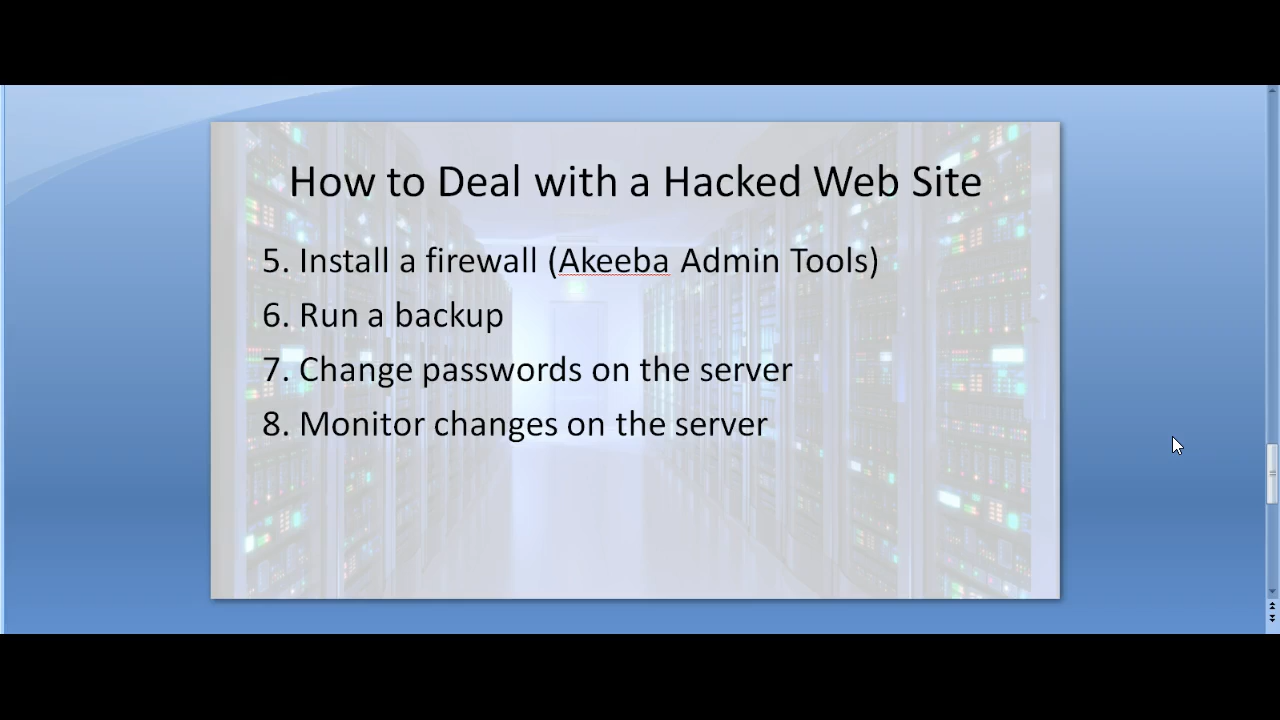 How to Deal with a Hacked Web Site
5. Install a firewall (Akeeba Admin Tools)
6. Run a backup
7. Change passwords on the server
8. Monitor changes on the server